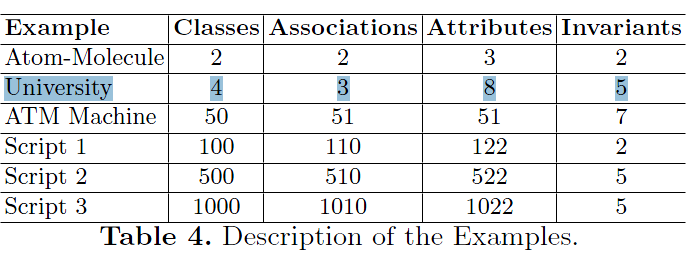 Example Classes Associations Attributes Invariants
Atom-Molecule 2 2 3 2
University 4 3 8 5
ATM Machine 50 51 51 7
Script 1 100 110 122 2
Script 2 500 510 522 5
Script 3 1000 1010 1022 5
Table 4. Description of the Examples.